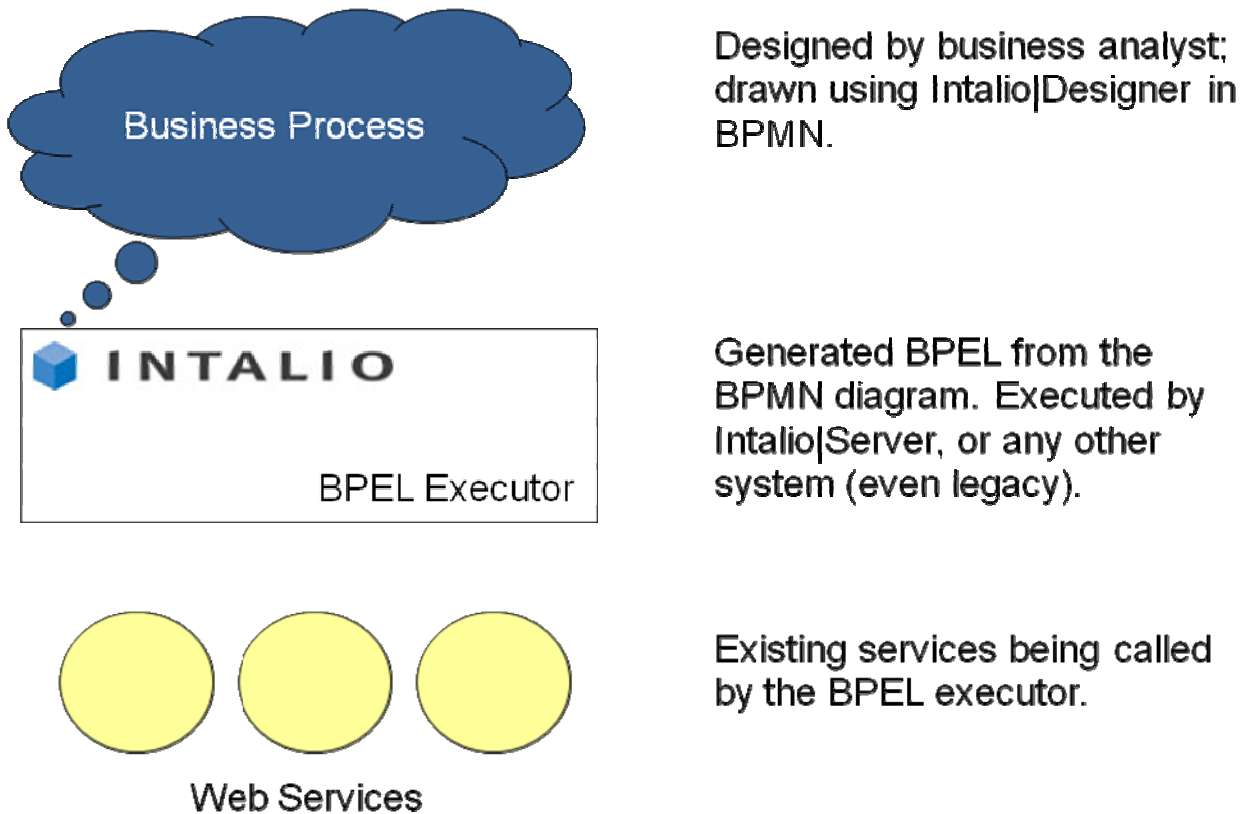 Business Process
Designed by business analyst;
drawn using Intalio|Designer in
BPMN.
INTALIO
BPEL Executor
Generated BPEL from the
BPMN diagram. Executed by
Intalio|Server, or any other
system (even legacy).
Web Services
Existing services being called
by the BPEL executor.